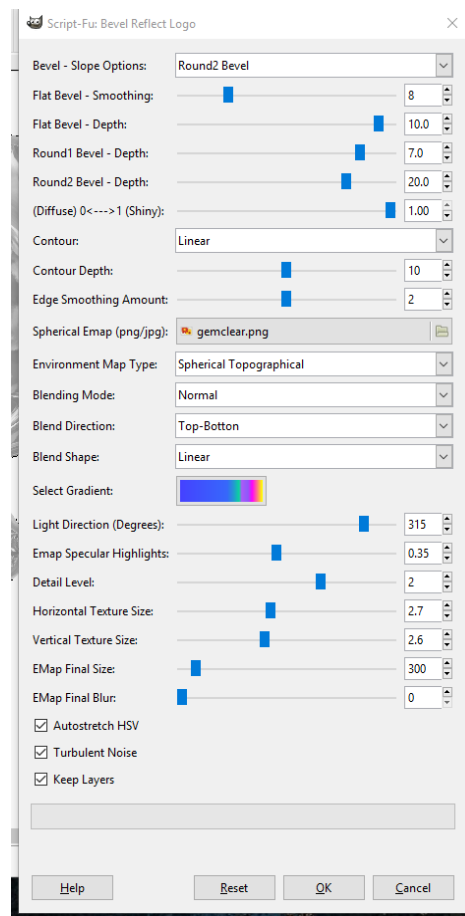 Script-Fu: Bevel Reflect Logo
Bevel - Slope Options: Round2 Bevel
Flat Bevel - Smoothing: 8
Flat Bevel - Depth: 10.0
Round1 Bevel - Depth: 7.0
Round2 Bevel - Depth: 20.0
(Diffuse) 0<--->1 (Shiny): 1.00
Contour: Linear
Contour Depth: 10
Edge Smoothing Amount: 2
Spherical Emap (png/jpg): gemclear.png
Environment Map Type: Spherical Topographical
Blending Mode: Normal
Blend Direction: Top-Botton
Blend Shape: Linear
Select Gradient:
Light Direction (Degrees): 315
Emap Specular Highlights: 0.35
Detail Level: 2
Horizontal Texture Size: 2.7
Vertical Texture Size: 2.6
EMap Final Size: 300
EMap Final Blur: 0
Autostretch HSV
Turbulent Noise
Keep Layers
Help Reset OK Cancel